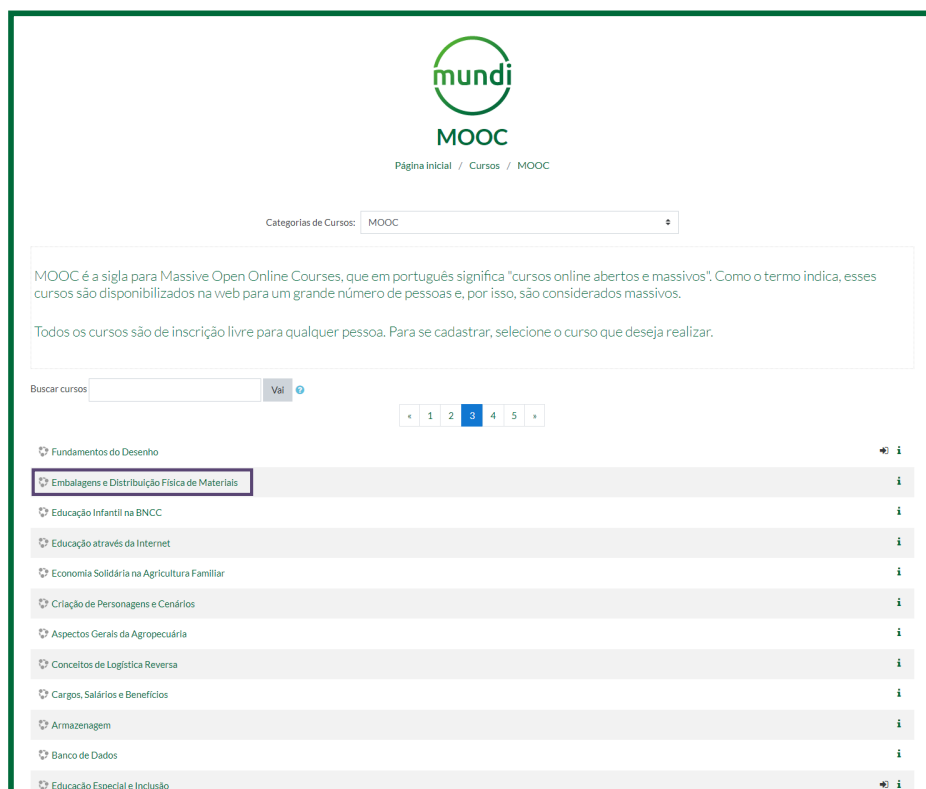 mundi
MOOC
Página inicial / Cursos / MOOC
Categorias de Cursos: MOOC
MOOC é a sigla para Massive Open Online Courses, que em português significa "cursos online abertos e massivos". Como o termo indica, esses
cursos são disponibilizados na web para um grande número de pessoas e, por isso, são considerados massivos.
Todos os cursos são de inscrição livre para qualquer pessoa. Para se cadastrar, selecione o curso que deseja realizar.
Buscar cursos Vai ?
« 1 2 3 4 5 »
Fundamentos do Desenho i
Embalagens e Distribuição Física de Materiais i
Educação Infantil na BNCC i
Educação através da Internet i
Economia Solidária na Agricultura Familiar i
Criação de Personagens e Cenários i
Aspectos Gerais da Agropecuária i
Conceitos de Logística Reversa i
Cargos, Salários e Benefícios i
Armazenagem i
Banco de Dados i
Educação Especial e Inclusão i